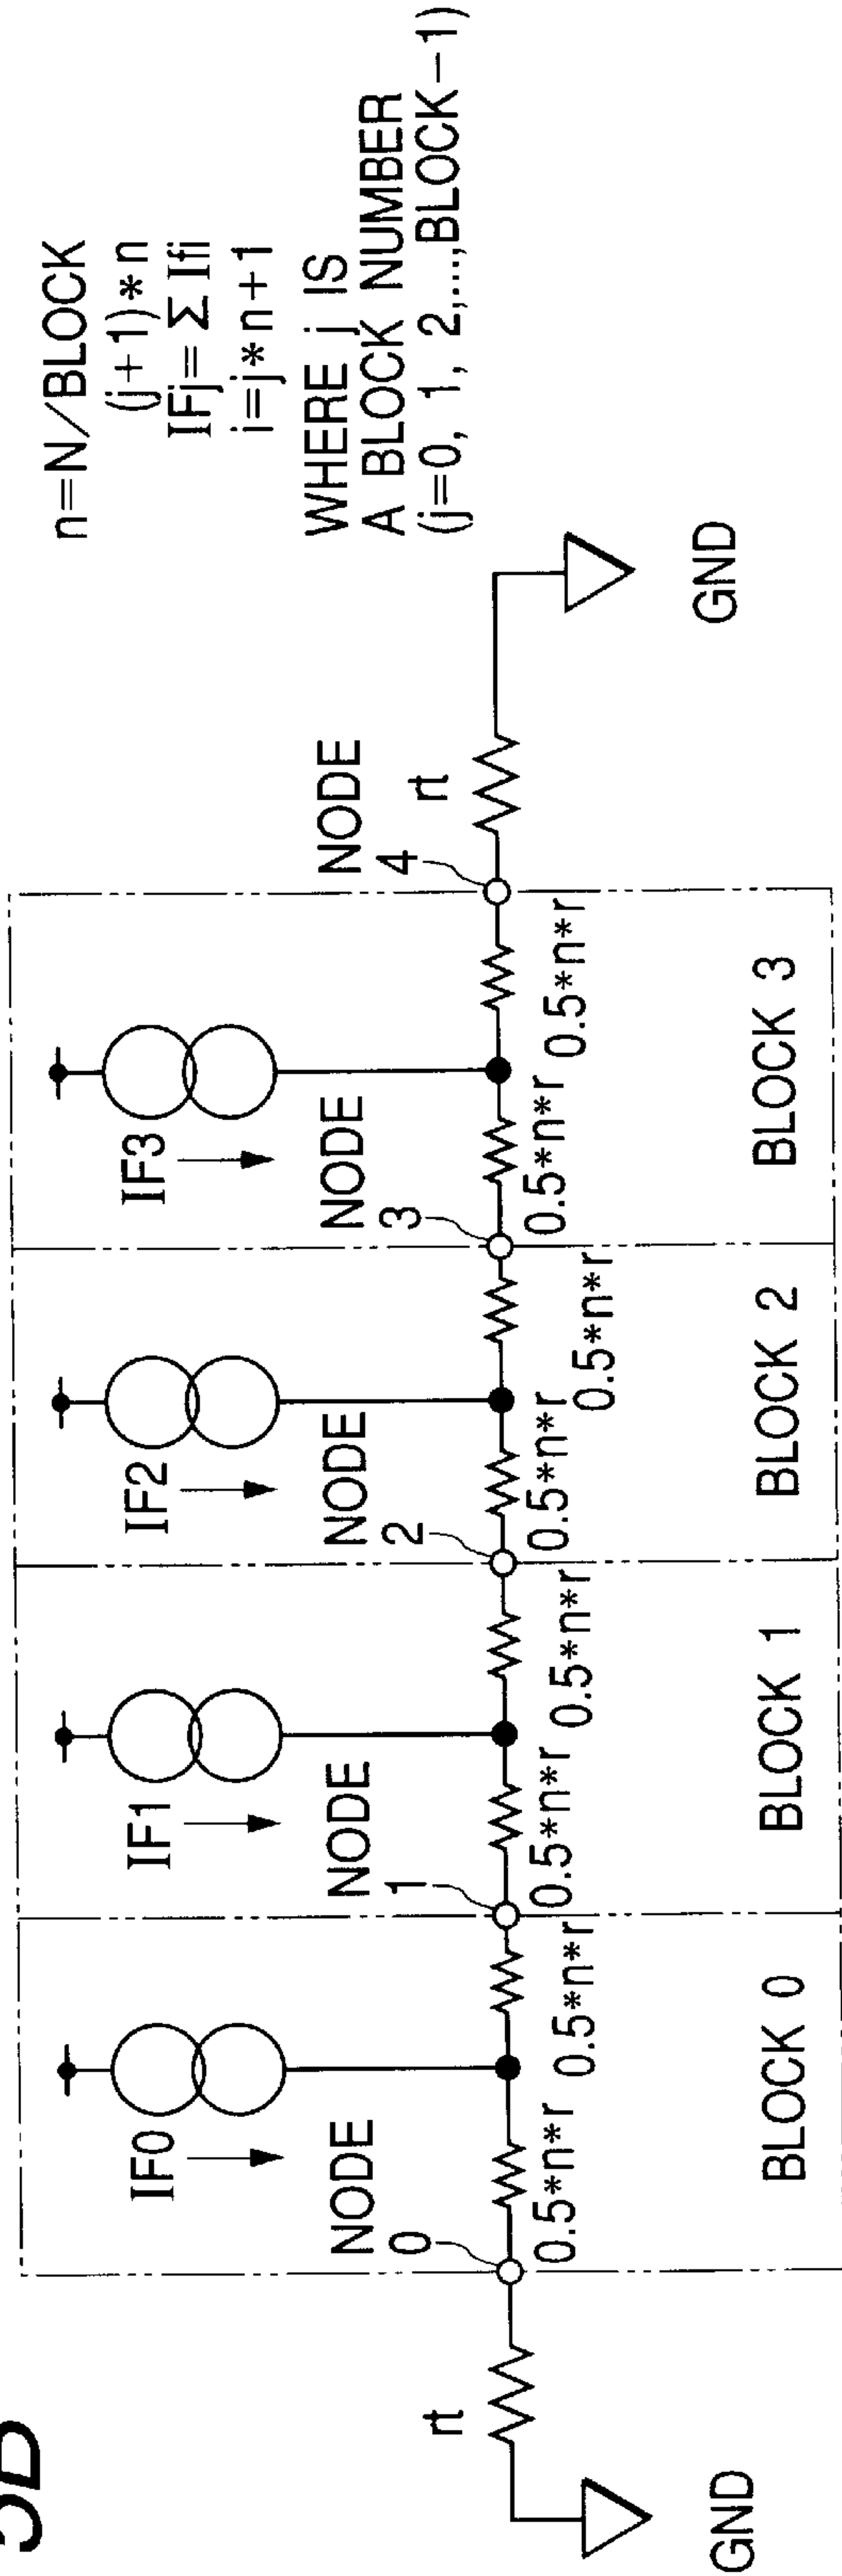 5B
n=N/BLOCK
(j+1)*n
IFj=Σ Ifi
i=j*n+1
WHERE j IS
A BLOCK NUMBER
(j=0, 1, 2,...,BLOCK-1)
IF0
IF1
IF2
IF3
NODE
0
NODE
1
NODE
2
NODE
3
NODE
4
rt
0.5*n*r
0.5*n*r
0.5*n*r
0.5*n*r
0.5*n*r
0.5*n*r
0.5*n*r
0.5*n*r
rt
GND
BLOCK 0
BLOCK 1
BLOCK 2
BLOCK 3
GND